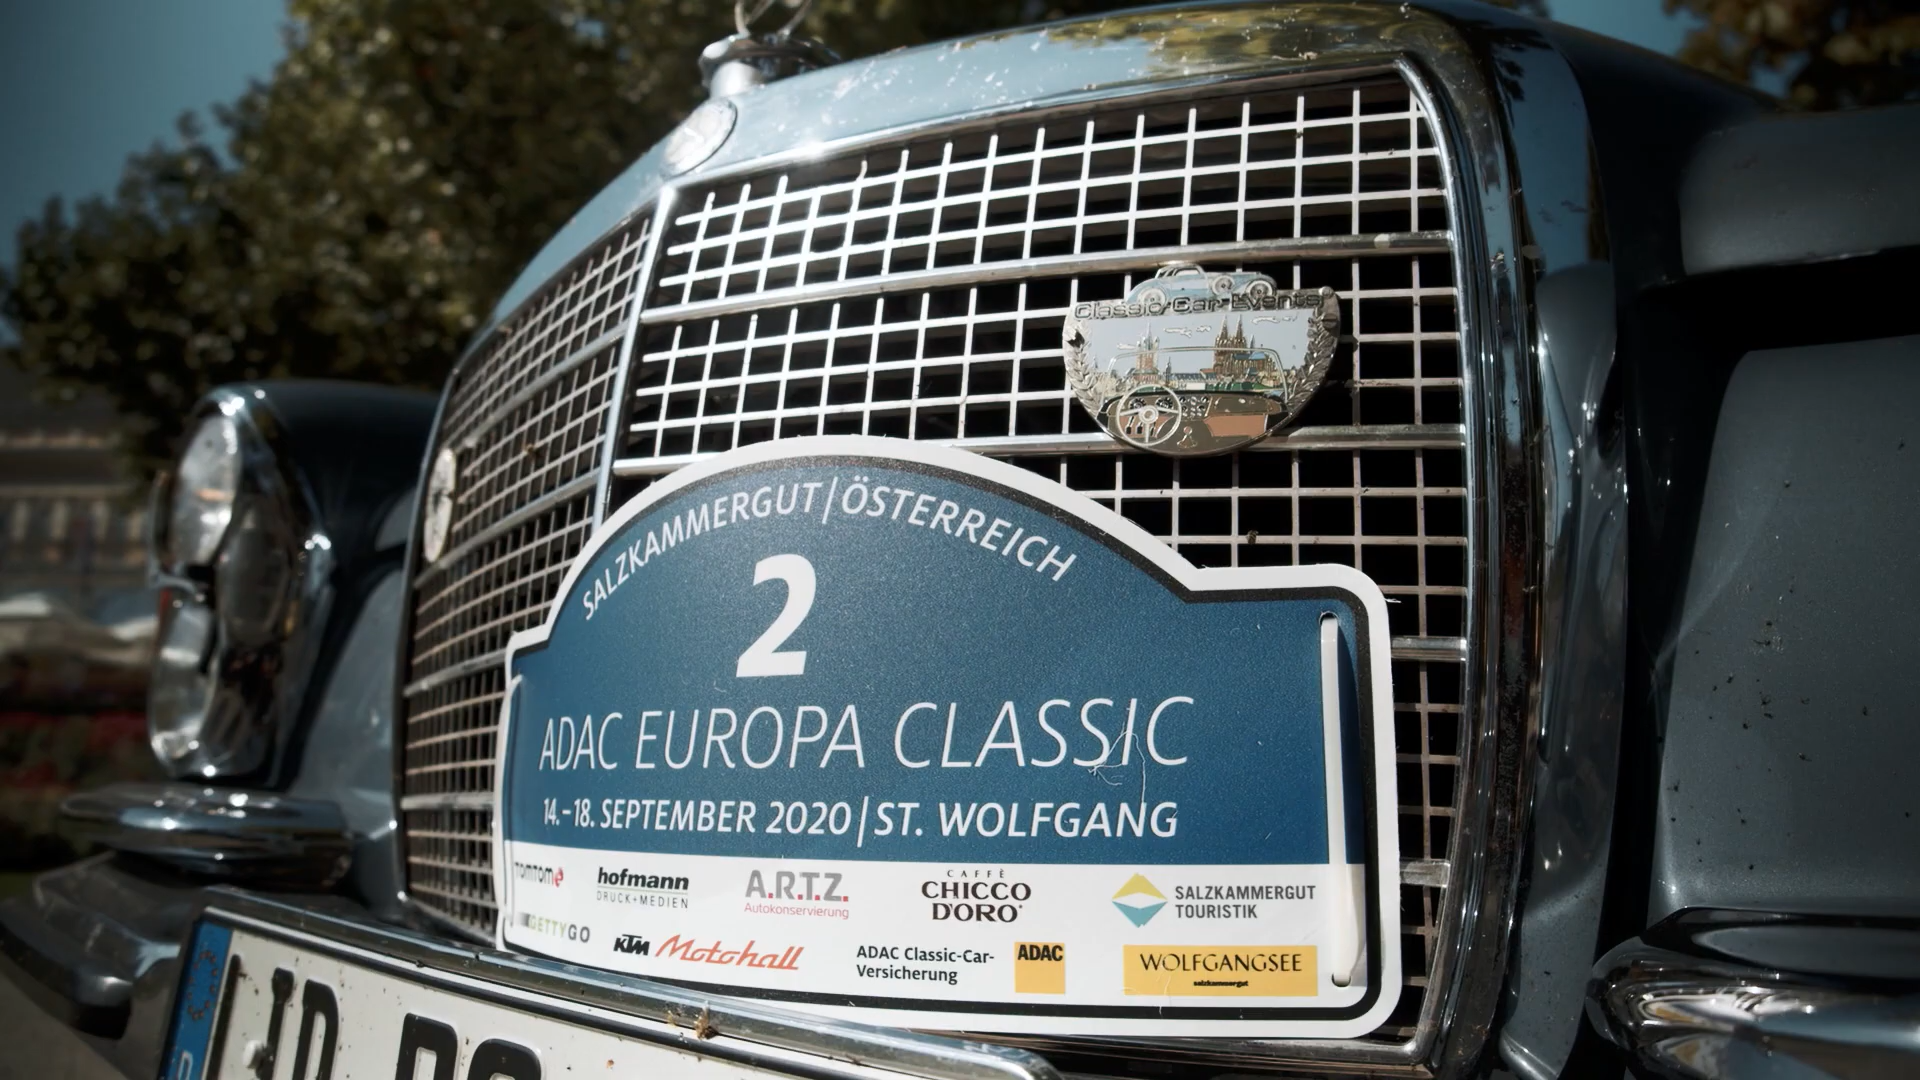 Classic-Car-Events
SALZKAMMERGUT|ÖSTERREICH
2
ADAC EUROPA CLASSIC
14.–18. SEPTEMBER 2020|ST. WOLFGANG
TOMTOM
hofmann
DRUCK+MEDIEN
A.R.T.Z.
Autokonservierung
CAFFÈ
CHICCO
D'ORO
SALZKAMMERGUT
TOURISTIK
GETTYGO
KTM Motohall
ADAC Classic-Car-
Versicherung
ADAC
WOLFGANGSEE
salzkammergut
D